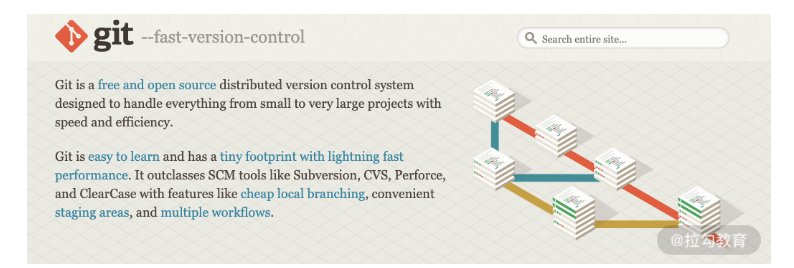 git --fast-version-control
Search entire site...
Git is a free and open source distributed version control system
designed to handle everything from small to very large projects with
speed and efficiency.
Git is easy to learn and has a tiny footprint with lightning fast
performance. It outclasses SCM tools like Subversion, CVS, Perforce,
and ClearCase with features like cheap local branching, convenient
staging areas, and multiple workflows.
@拉勾教育